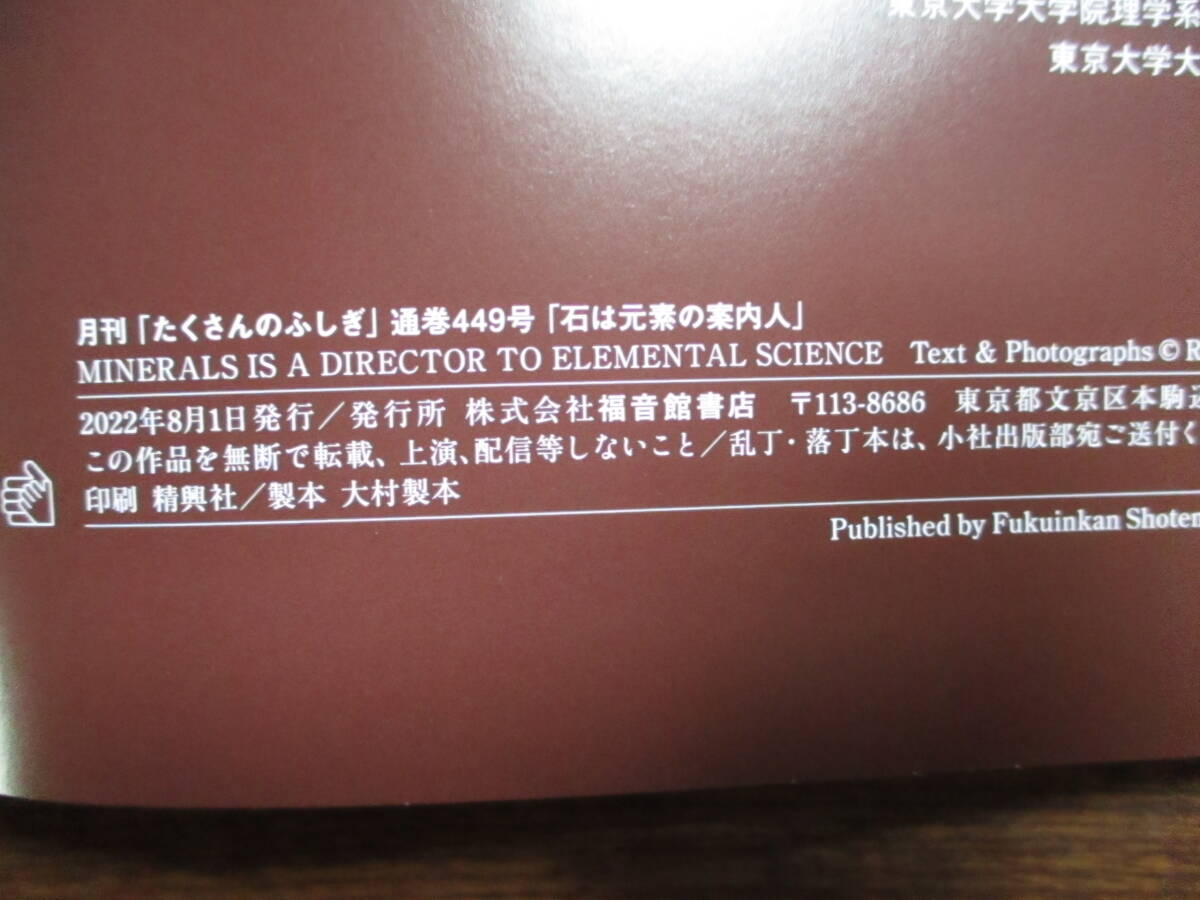 東京大学大学院理学系
東京大学大
月刊「たくさんのふしぎ」通巻449号「石は元素の案内人」
MINERALS IS A DIRECTOR TO ELEMENTAL SCIENCE Text & Photographs © R
2022年8月1日発行／発行所 株式会社福音館書店 〒113-8686 東京都文京区本駒
この作品を無断で転載、上演、配信等しないこと／乱丁・落丁本は、小社出版部宛ご送付く
印刷 精興社／製本 大村製本
Published by Fukuinkan Shoten